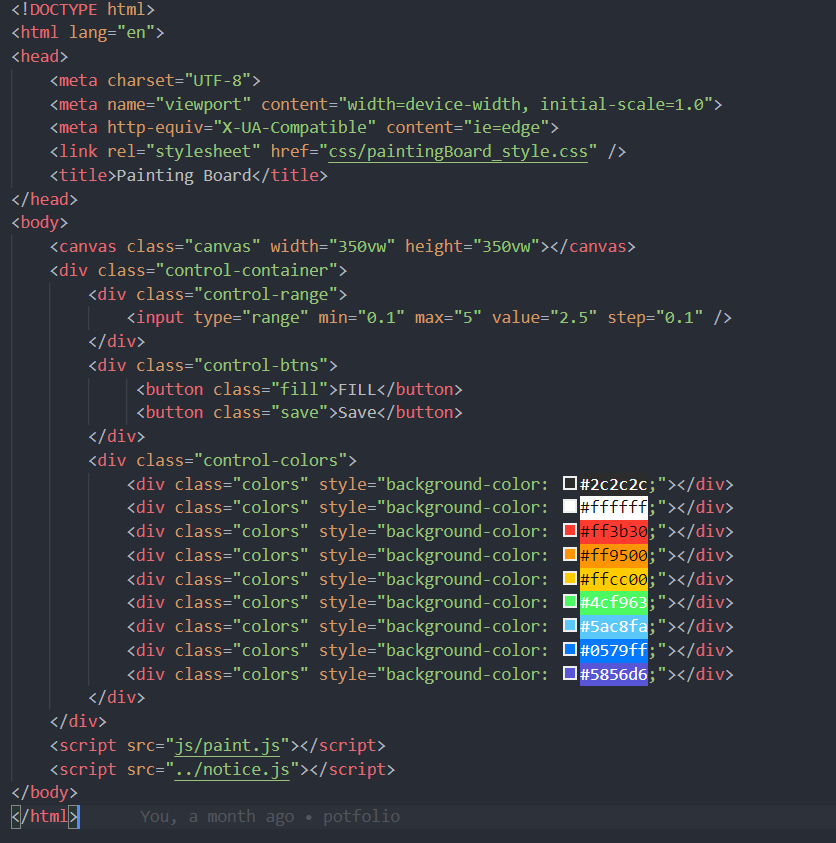 <!DOCTYPE html>
<html lang="en">
<head>
    <meta charset="UTF-8">
    <meta name="viewport" content="width=device-width, initial-scale=1.0">
    <meta http-equiv="X-UA-Compatible" content="ie=edge">
    <link rel="stylesheet" href="css/paintingBoard_style.css" />
    <title>Painting Board</title>
</head>
<body>
    <canvas class="canvas" width="350vw" height="350vw"></canvas>
    <div class="control-container">
        <div class="control-range">
            <input type="range" min="0.1" max="5" value="2.5" step="0.1" />
        </div>
        <div class="control-btns">
             <button class="fill">FILL</button>
             <button class="save">Save</button>
        </div>
        <div class="control-colors">
            <div class="colors" style="background-color: #2c2c2c;"></div>
            <div class="colors" style="background-color: #ffffff;"></div>
            <div class="colors" style="background-color: #ff3b30;"></div>
            <div class="colors" style="background-color: #ff9500;"></div>
            <div class="colors" style="background-color: #ffcc00;"></div>
            <div class="colors" style="background-color: #4cf963;"></div>
            <div class="colors" style="background-color: #5ac8fa;"></div>
            <div class="colors" style="background-color: #0579ff;"></div>
            <div class="colors" style="background-color: #5856d6;"></div>
        </div>
    </div>
    <script src="js/paint.js"></script>
    <script src="../notice.js"></script>
</body>
</html>      You, a month ago • potfolio